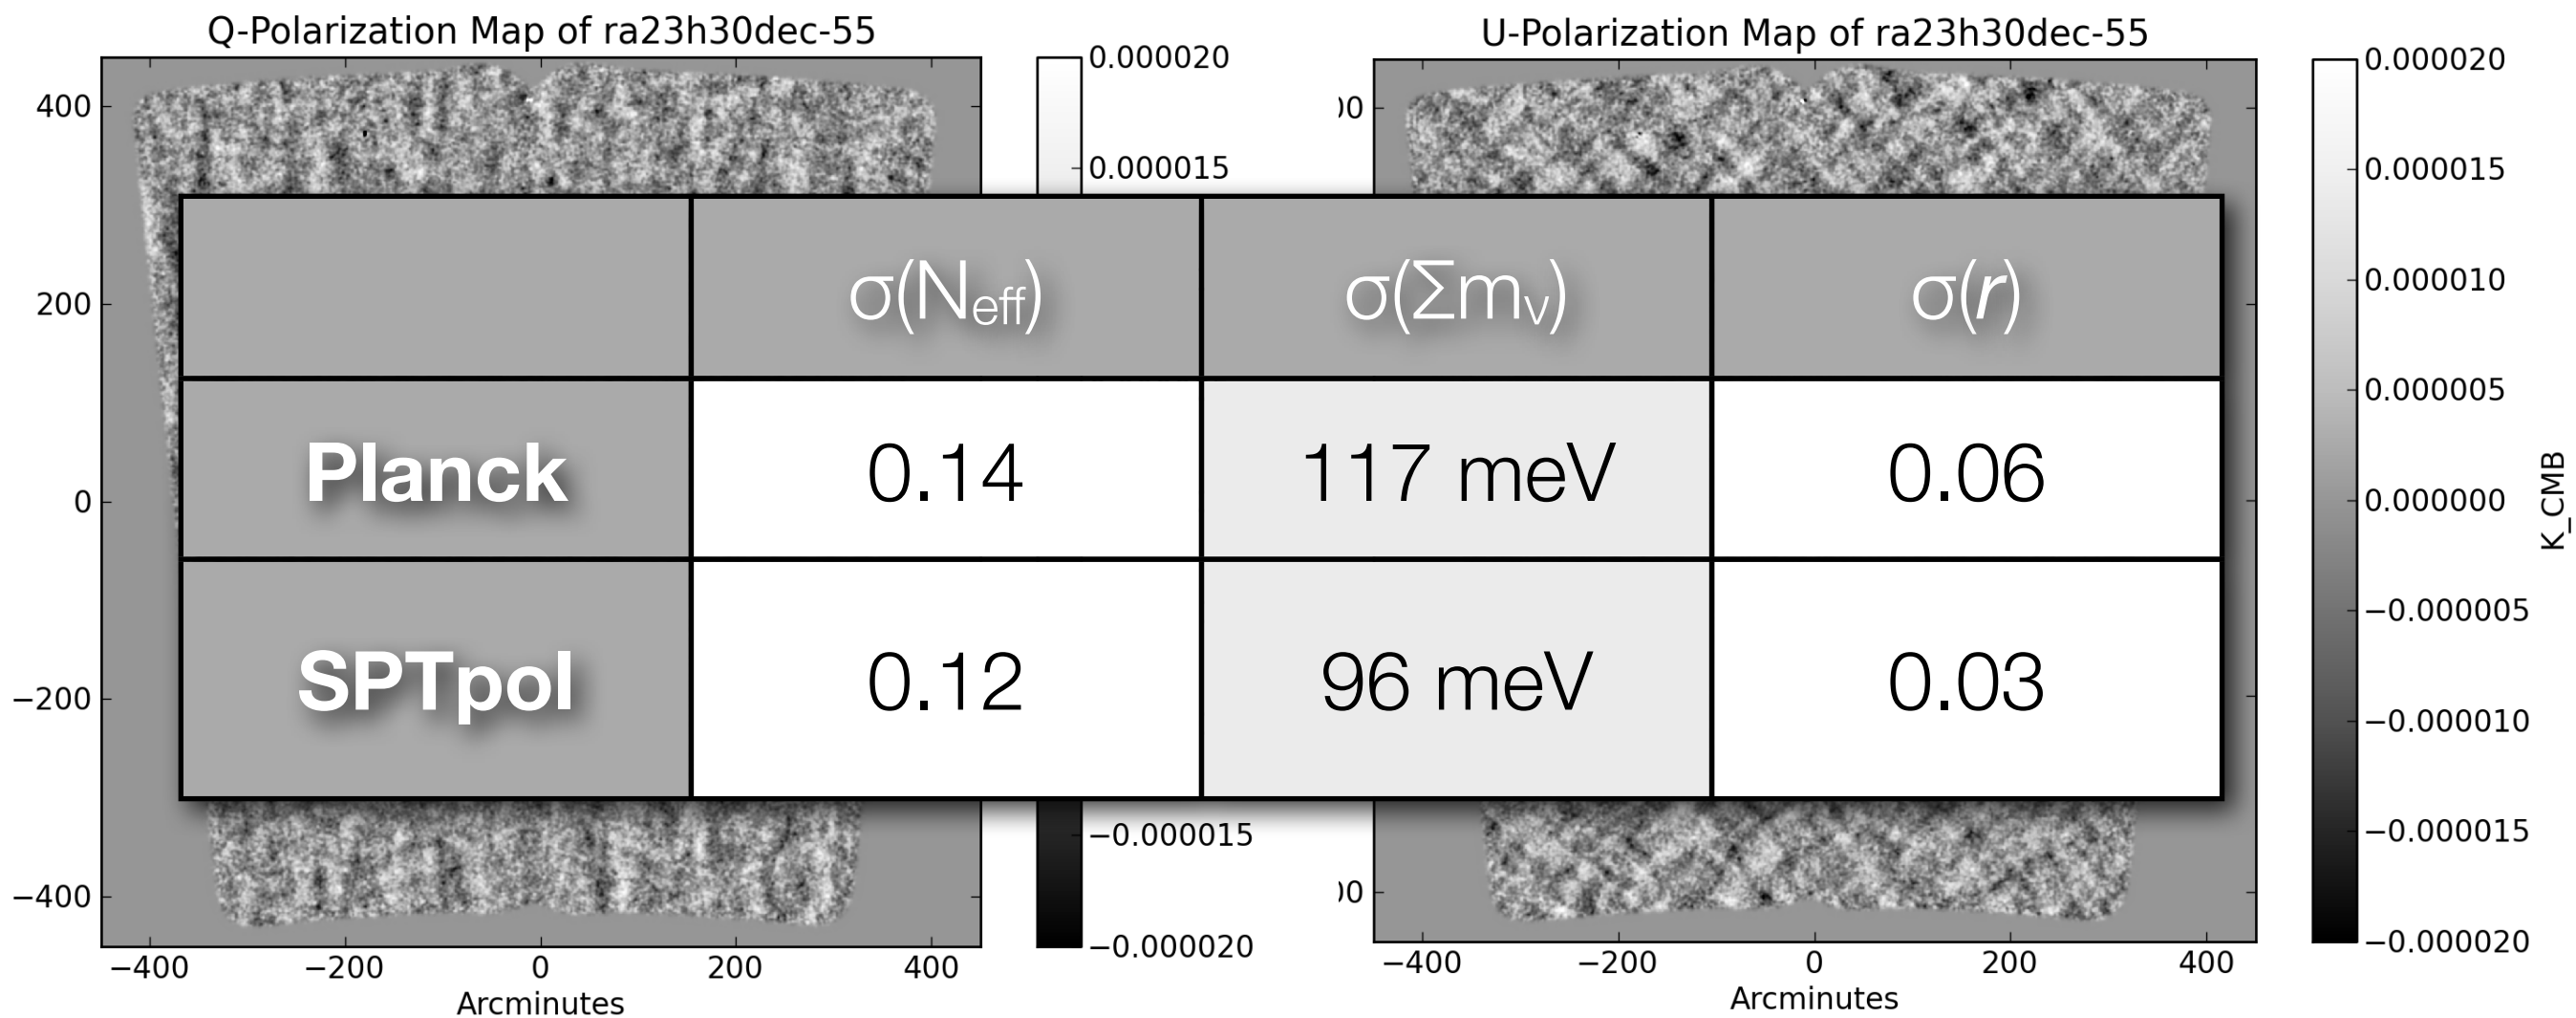 Q-Polarization Map of ra23h30dec-55
400
200
0
−200
−400
−400 −200 0 200 400
Arcminutes
0.000020
0.000015
−0.000015
−0.000020
U-Polarization Map of ra23h30dec-55
00
00
−400 −200 0 200 400
Arcminutes
0.000020
0.000015
0.000010
0.000005
0.000000
−0.000005
−0.000010
−0.000015
−0.000020
K_CMB
σ(Neff) σ(Σmν) σ(r)
Planck 0.14 117 meV 0.06
SPTpol 0.12 96 meV 0.03